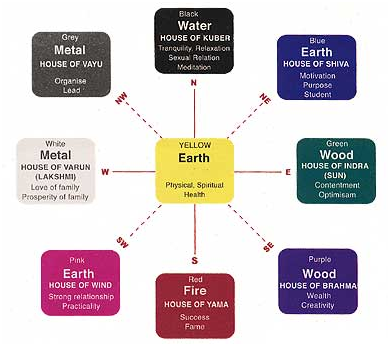 Grey
Metal
HOUSE OF VAYU
Organise
Lead
Black
Water
HOUSE OF KUBER
Tranquility, Relaxation
Sexual Relation
Meditation
Blue
Earth
HOUSE OF SHIVA
Motivation
Purpose
Student
NW
N
NE
White
Metal
HOUSE OF VARUN
(LAKSHMI)
Love of family
Prosperity of family
W
YELLOW
Earth
Physical, Spiritual
Health
E
Green
Wood
HOUSE OF INDRA
(SUN)
Contentment
Optimisam
SW
S
SE
Pink
Earth
HOUSE OF WIND
Strong relationship
Practicality
Red
Fire
HOUSE OF YAMA
Success
Fame
Purple
Wood
HOUSE OF BRAHMAS
Wealth
Creativity